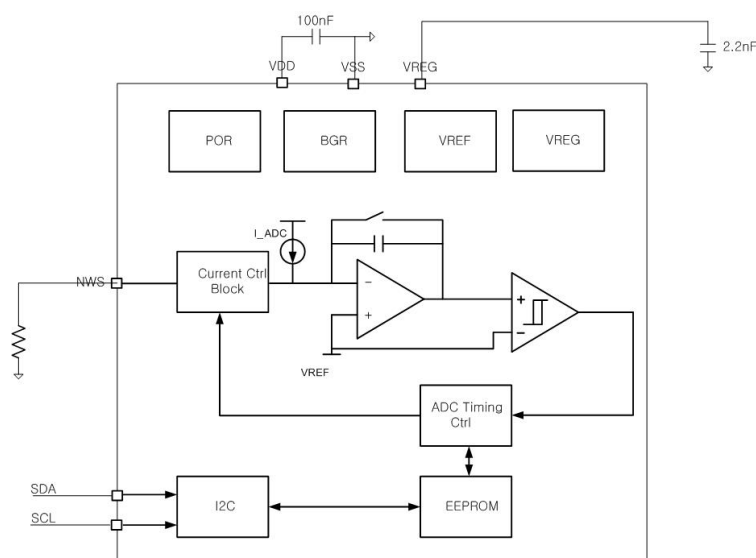 100nF
2.2nF
VDD
VSS
VREG
POR
BGR
VREF
VREG
I_ADC
NWS
Current Ctrl
Block
−
+
+
−
VREF
ADC Timing
Ctrl
SDA
SCL
I2C
EEPROM